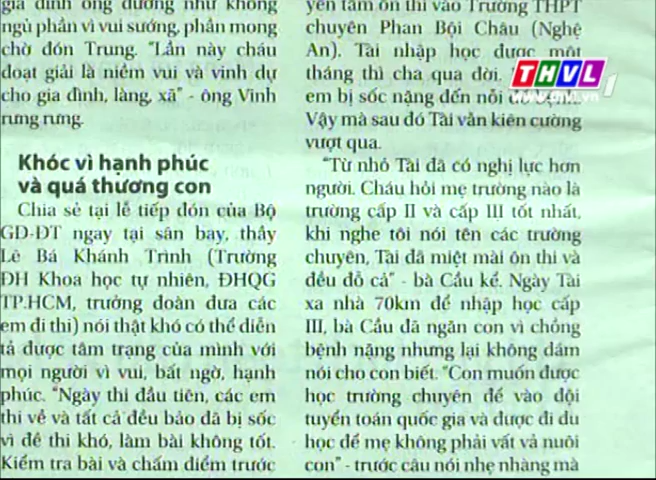 gia đình ông dường như không
ngủ phần vì vui sướng, phần mong
chờ đón Trung. "Lần này cháu
đoạt giải là niềm vui và vinh dự
cho gia đình, làng, xã" - ông Vinh
rưng rưng.
Khóc vì hạnh phúc
và quá thương con
Chia sẻ tại lễ tiếp đón của Bộ
GD-ĐT ngay tại sân bay, thầy
Lê Bá Khánh Trình (Trường
ĐH Khoa học tự nhiên, ĐHQG
TP.HCM, trưởng đoàn đưa các
em đi thi) nói thật khó có thể diễn
tả được tâm trạng của mình với
mọi người vì vui, bất ngờ, hạnh
phúc. "Ngày thi đầu tiên, các em
thi về và tất cả đều bảo đã bị sốc
vì đề thi khó, làm bài không tốt.
Kiểm tra bài và chấm điểm trước
yên tâm ôn thi vào Trường THPT
chuyên Phan Bội Châu (Nghệ
An). Tài nhập học được một
tháng thì cha qua đời.
em bị sốc nặng đến nỗi
Vậy mà sau đó Tài vẫn kiên cường
vượt qua.
"Từ nhỏ Tài đã có nghị lực hơn
người. Cháu hỏi mẹ trường nào là
trường cấp II và cấp III tốt nhất,
khi nghe tôi nói tên các trường
chuyên, Tài đã miệt mài ôn thi và
đều đỗ cả" - bà Cầu kể. Ngày Tài
xa nhà 70km để nhập học cấp
III, bà Cầu đã ngăn con vì chồng
bệnh nặng nhưng lại không dám
nói cho con biết. "Con muốn được
học trường chuyên để vào đội
tuyển toán quốc gia và được đi du
học để mẹ không phải vất vả nuôi
con" - trước câu nói nhẹ nhàng mà
THVL1